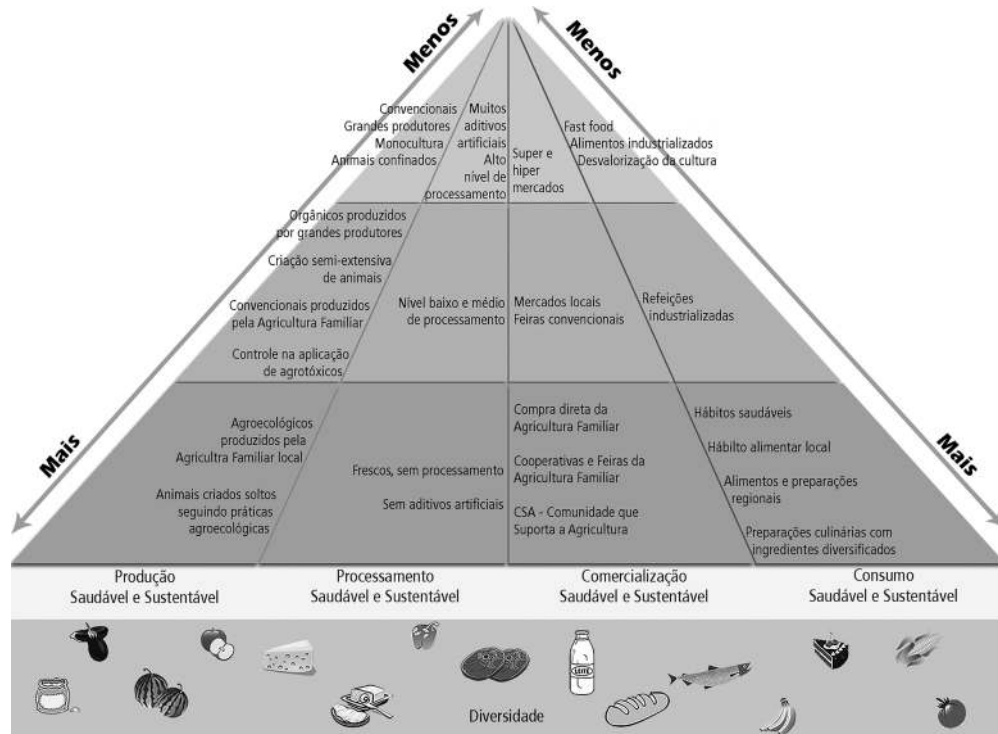 Menos
Menos
Convencionais
Grandes produtores
Monocultura
Animais confinados
Muitos
aditivos
artificiais
Alto
nível de
processamento
Super e
hiper
mercados
Fast food
Alimentos industrializados
Desvalorização da cultura
Orgânicos produzidos
por grandes produtores
Criação semi-extensiva
de animais
Convencionais produzidos
pela Agricultura Familiar
Controle na aplicação
de agrotóxicos
Nível baixo e médio
de processamento
Mercados locais
Feiras convencionais
Refeições
industrializadas
Mais
Mais
Agroecológicos
produzidos pela
Agricultra Familiar local
Animais criados soltos
seguindo práticas
agroecológicas
Frescos, sem processamento
Sem aditivos artificiais
Compra direta da
Agricultura Familiar
Cooperativas e Feiras da
Agricultura Familiar
CSA - Comunidade que
Suporta a Agricultura
Hábitos saudáveis
Hábilto alimentar local
Alimentos e preparações
regionais
Preparações culinárias com
ingredientes diversificados
Produção
Saudável e Sustentável
Processamento
Saudável e Sustentável
Comercialização
Saudável e Sustentável
Consumo
Saudável e Sustentável
LEITE
Diversidade